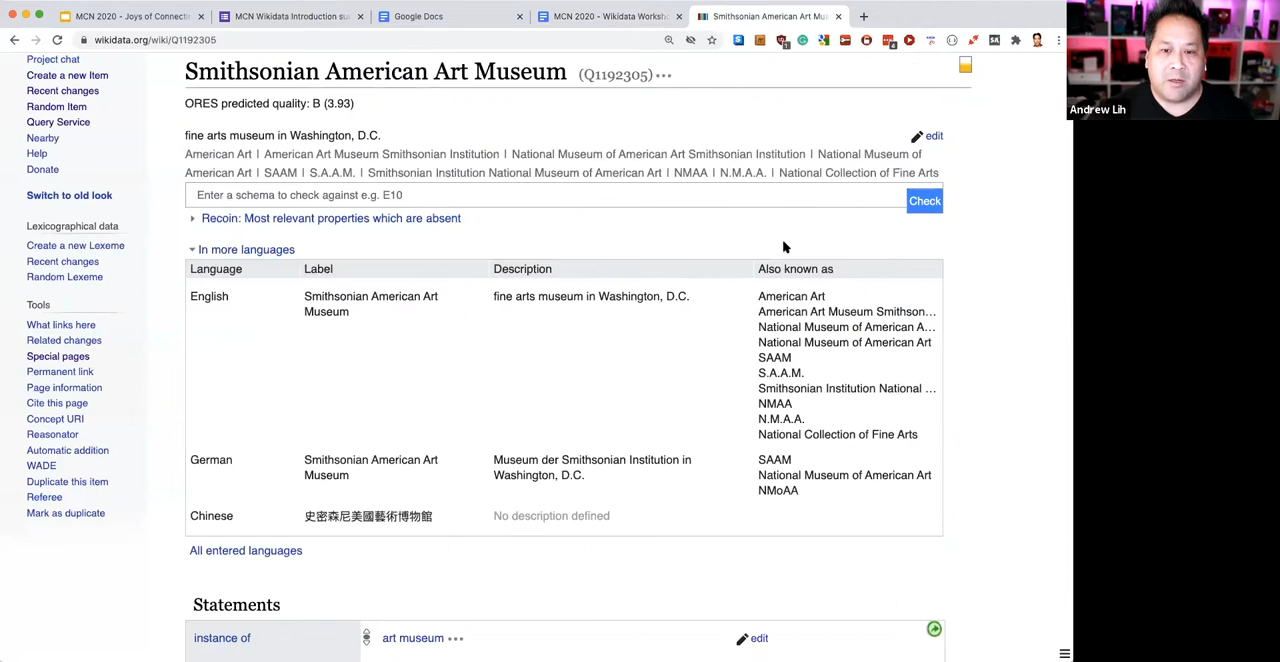 MCN 2020 - Joys of Connecti
MCN Wikidata Introduction su
Google Docs
MCN 2020 - Wikidata Worksh
Smithsonian American Art Mus
wikidata.org/wiki/Q1192305
Andrew Lih
Project chat
Create a new Item
Recent changes
Random Item
Query Service
Nearby
Help
Donate
Switch to old look
Lexicographical data
Create a new Lexeme
Recent changes
Random Lexeme
Tools
What links here
Related changes
Special pages
Permanent link
Page information
Cite this page
Concept URI
Reasonator
Automatic addition
WADE
Duplicate this item
Referee
Mark as duplicate
Smithsonian American Art Museum (Q1192305)
ORES predicted quality: B (3.93)
fine arts museum in Washington, D.C.
edit
American Art | American Art Museum Smithsonian Institution | National Museum of American Art Smithsonian Institution | National Museum of
American Art | SAAM | S.A.A.M. | Smithsonian Institution National Museum of American Art | NMAA | N.M.A.A. | National Collection of Fine Arts
Enter a schema to check against e.g. E10
Check
Recoin: Most relevant properties which are absent
In more languages
Language Label Description Also known as
English Smithsonian American Art fine arts museum in Washington, D.C. American Art
Museum American Art Museum Smithson…
National Museum of American A…
National Museum of American Art
SAAM
S.A.A.M.
Smithsonian Institution National …
NMAA
N.M.A.A.
National Collection of Fine Arts
German Smithsonian American Art Museum der Smithsonian Institution in SAAM
Museum Washington, D.C. National Museum of American Art
NMoAA
Chinese 史密森尼美國藝術博物館 No description defined
All entered languages
Statements
instance of art museum edit